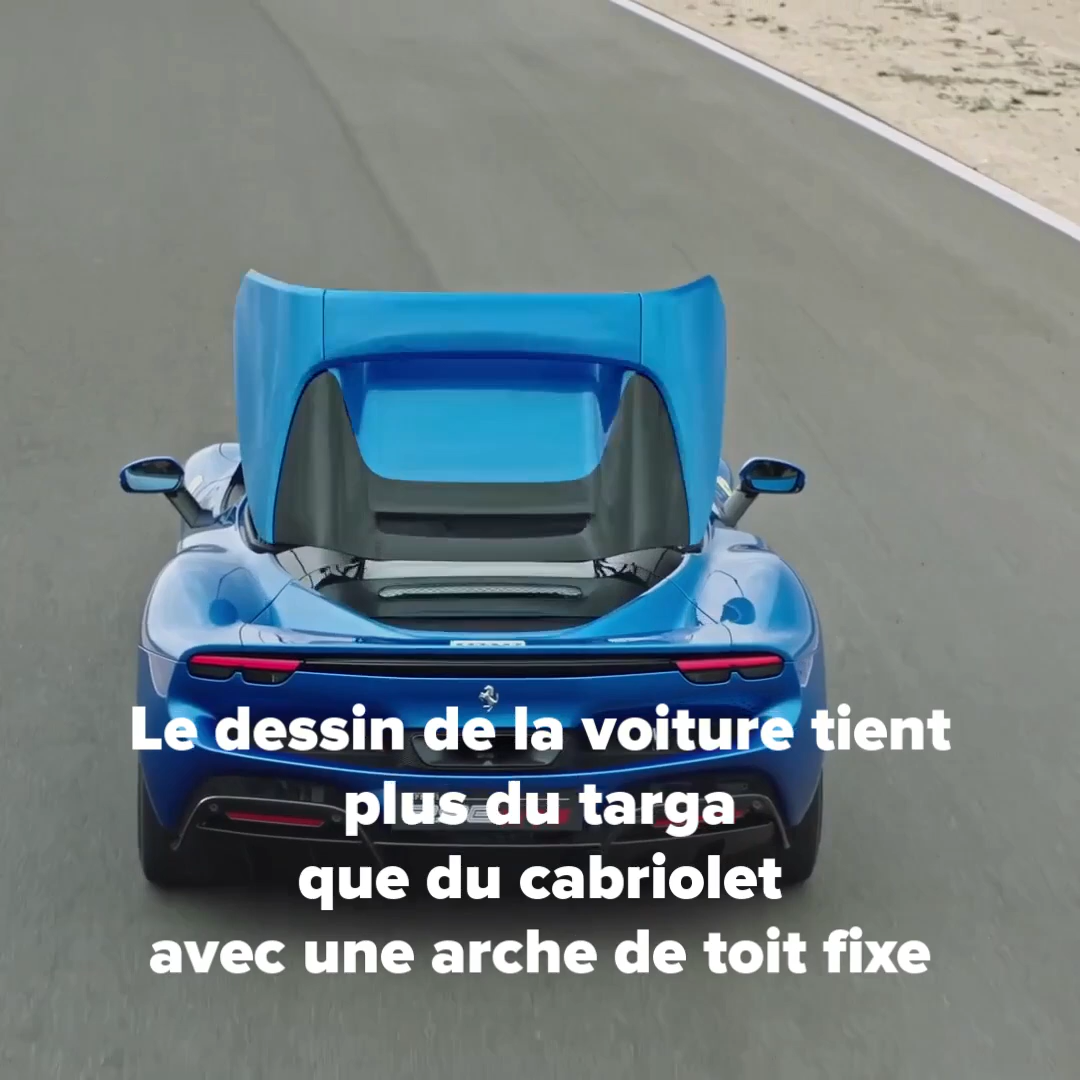 Le dessin de la voiture tient
plus du targa
que du cabriolet
avec une arche de toit fixe